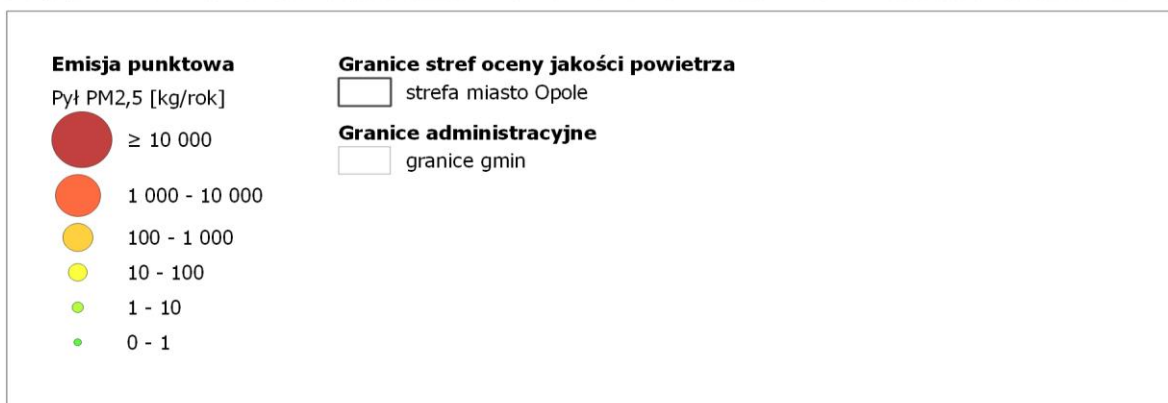 Emisja punktowa
Pył PM2,5 [kg/rok]
≥ 10 000
1 000 - 10 000
100 - 1 000
10 - 100
1 - 10
0 - 1
Granice stref oceny jakości powietrza
strefa miasto Opole
Granice administracyjne
granice gmin